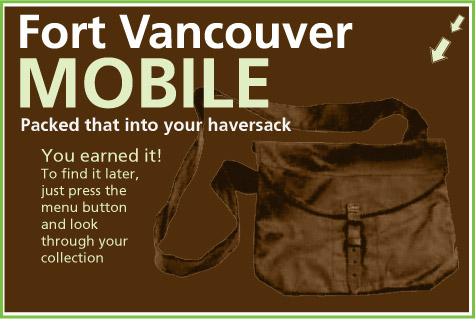 Fort Vancouver
MOBILE
Packed that into your haversack
You earned it!
To find it later,
just press the
menu button
and look
through your
collection